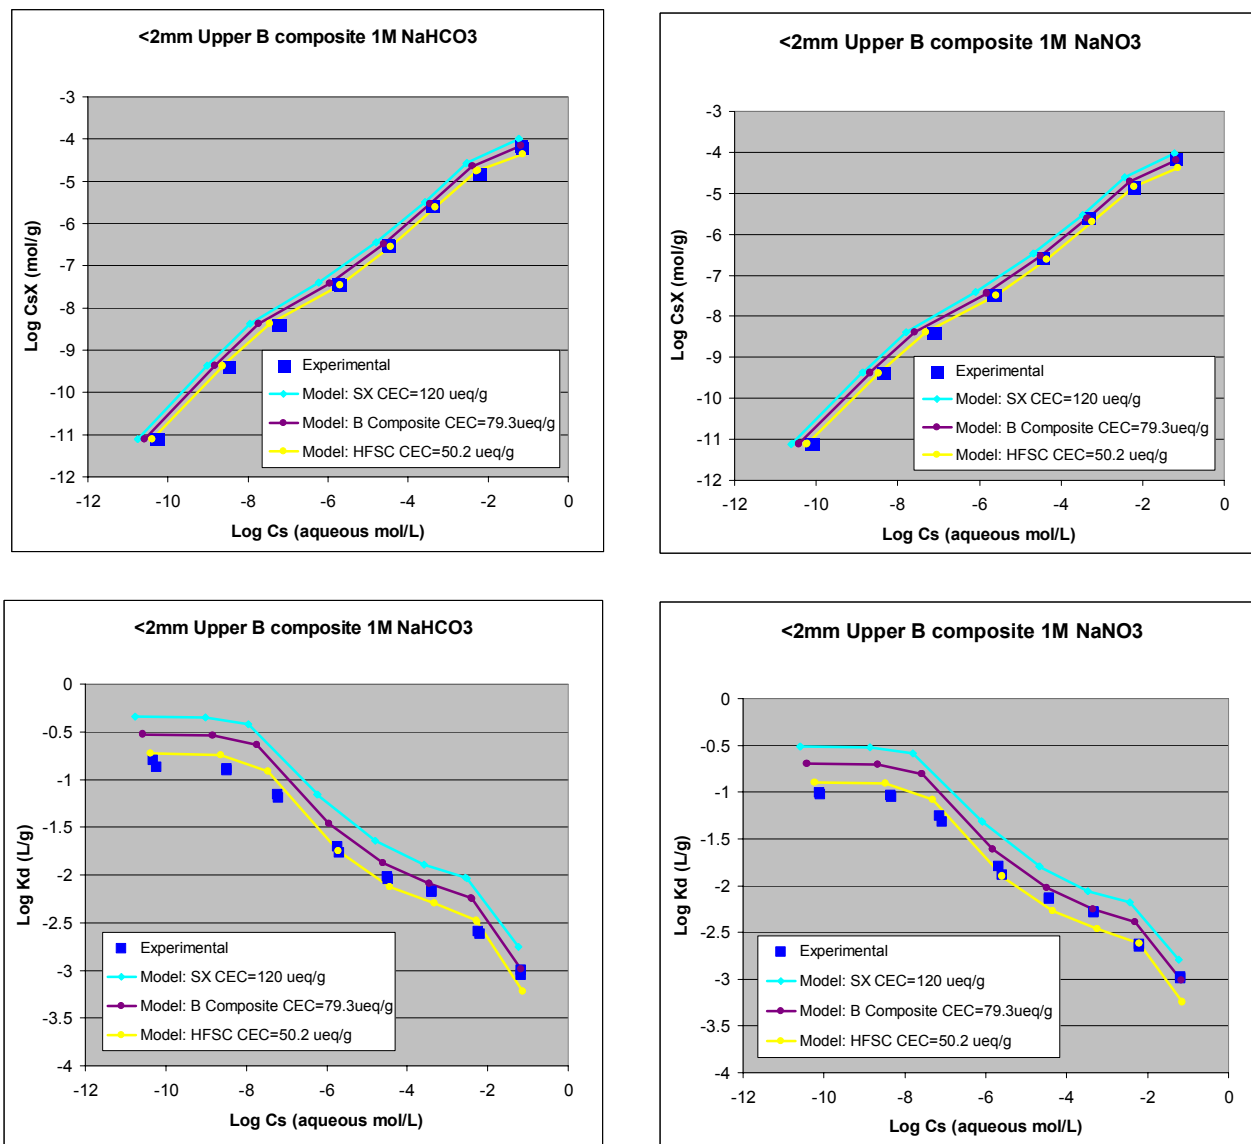 <2mm Upper B composite 1M NaHCO3
-3
-4
-5
-6
-7
-8
-9
-10
-11
-12
-12
-10
-8
-6
-4
-2
0
Log CsX (mol/g)
Log Cs (aqueous mol/L)
Experimental
Model: SX CEC=120 ueq/g
Model: B Composite CEC=79.3ueq/g
Model: HFSC CEC=50.2 ueq/g
<2mm Upper B composite 1M NaNO3
-3
-4
-5
-6
-7
-8
-9
-10
-11
-12
-12
-10
-8
-6
-4
-2
0
Log CsX (mol/g)
Log Cs (aqueous mol/L)
Experimental
Model: SX CEC=120 ueq/g
Model: B Composite CEC=79.3ueq/g
Model: HFSC CEC=50.2 ueq/g
<2mm Upper B composite 1M NaHCO3
0
-0.5
-1
-1.5
-2
-2.5
-3
-3.5
-4
-12
-10
-8
-6
-4
-2
0
Log Kd (L/g)
Log Cs (aqueous mol/L)
Experimental
Model: SX CEC=120 ueq/g
Model: B Composite CEC=79.3ueq/g
Model: HFSC CEC=50.2 ueq/g
<2mm Upper B composite 1M NaNO3
0
-0.5
-1
-1.5
-2
-2.5
-3
-3.5
-4
-12
-10
-8
-6
-4
-2
0
Log Kd (L/g)
Log Cs (aqueous mol/L)
Experimental
Model: SX CEC=120 ueq/g
Model: B Composite CEC=79.3ueq/g
Model: HFSC CEC=50.2 ueq/g